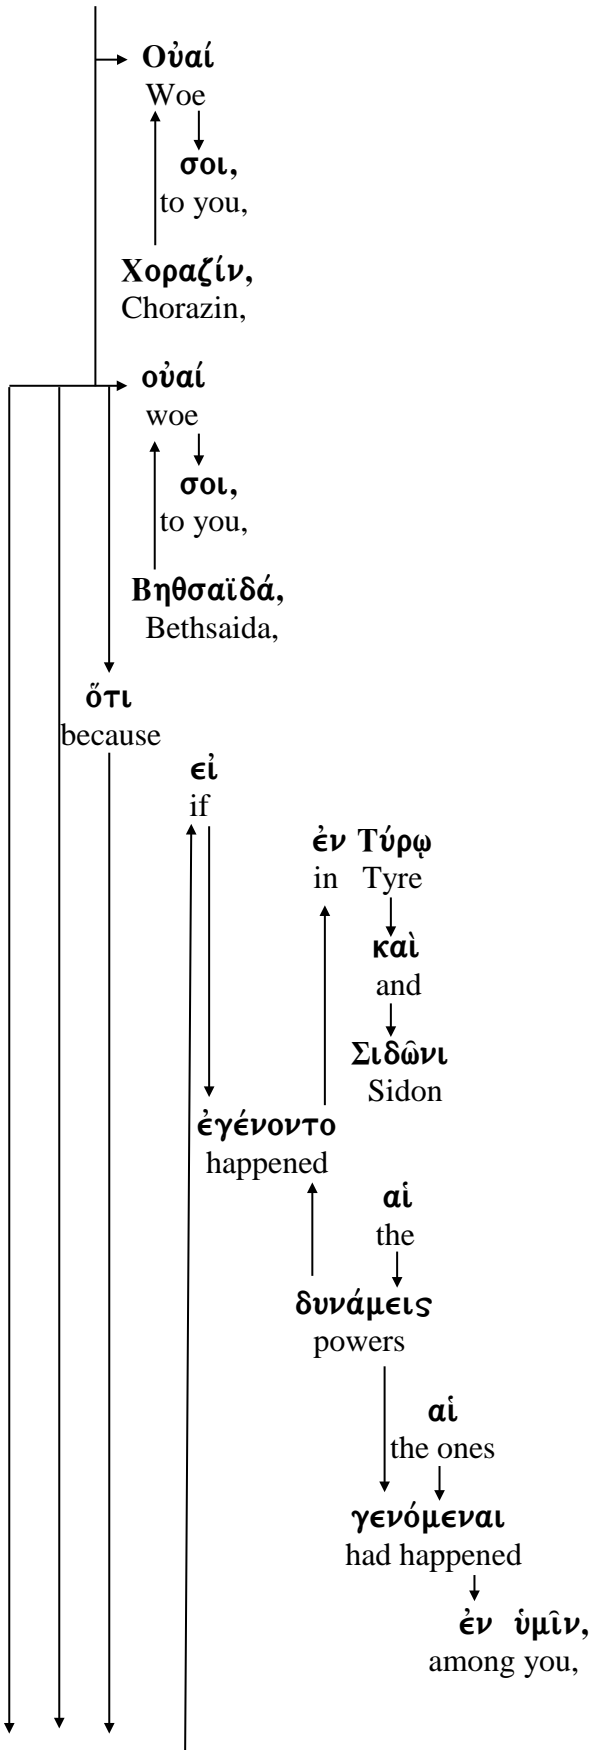 Οὐαί
Woe
σοι,
to you,
Χοραζίν,
Chorazin,
οὐαί
woe
σοι,
to you,
Βηθσαϊδά,
Bethsaida,
ὅτι
because
εἰ
if
ἐν Τύρῳ
in Tyre
καὶ
and
Σιδῶνι
Sidon
ἐγένοντο
happened
αἱ
the
δυνάμεις
powers
αἱ
the ones
γενόμεναι
had happened
ἐν ὑμῖν,
among you,